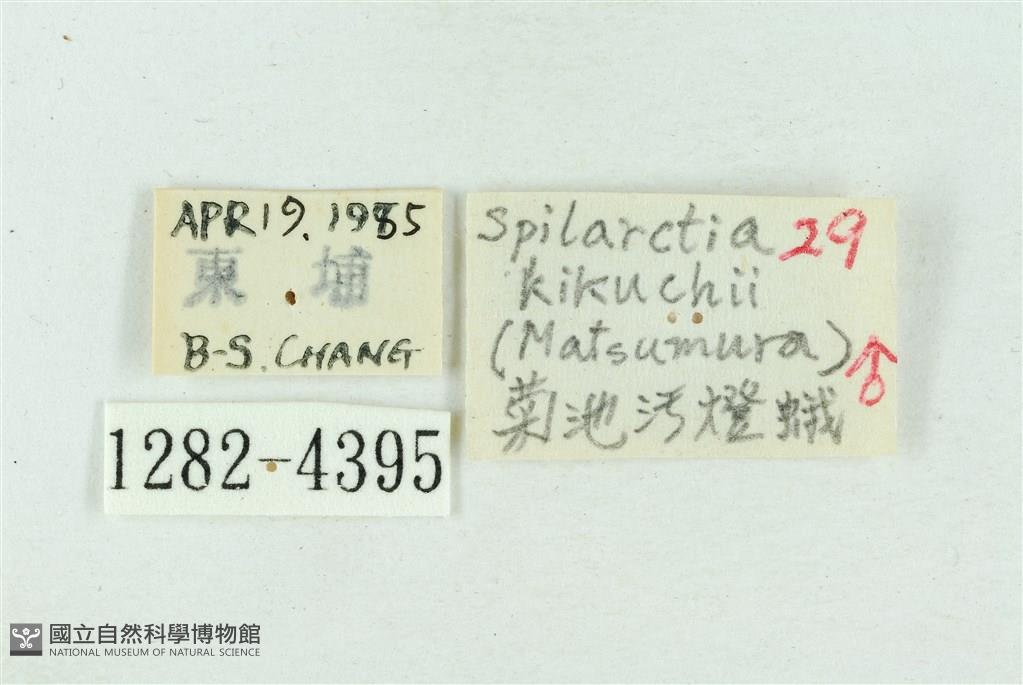 APR 19. 1985
東 埔
B-S. CHANG
1282-4395
Spilarctia 29
kikuchii
(Matsumura) ♂
菊池污燈蛾
國立自然科學博物館
NATIONAL MUSEUM OF NATURAL SCIENCE